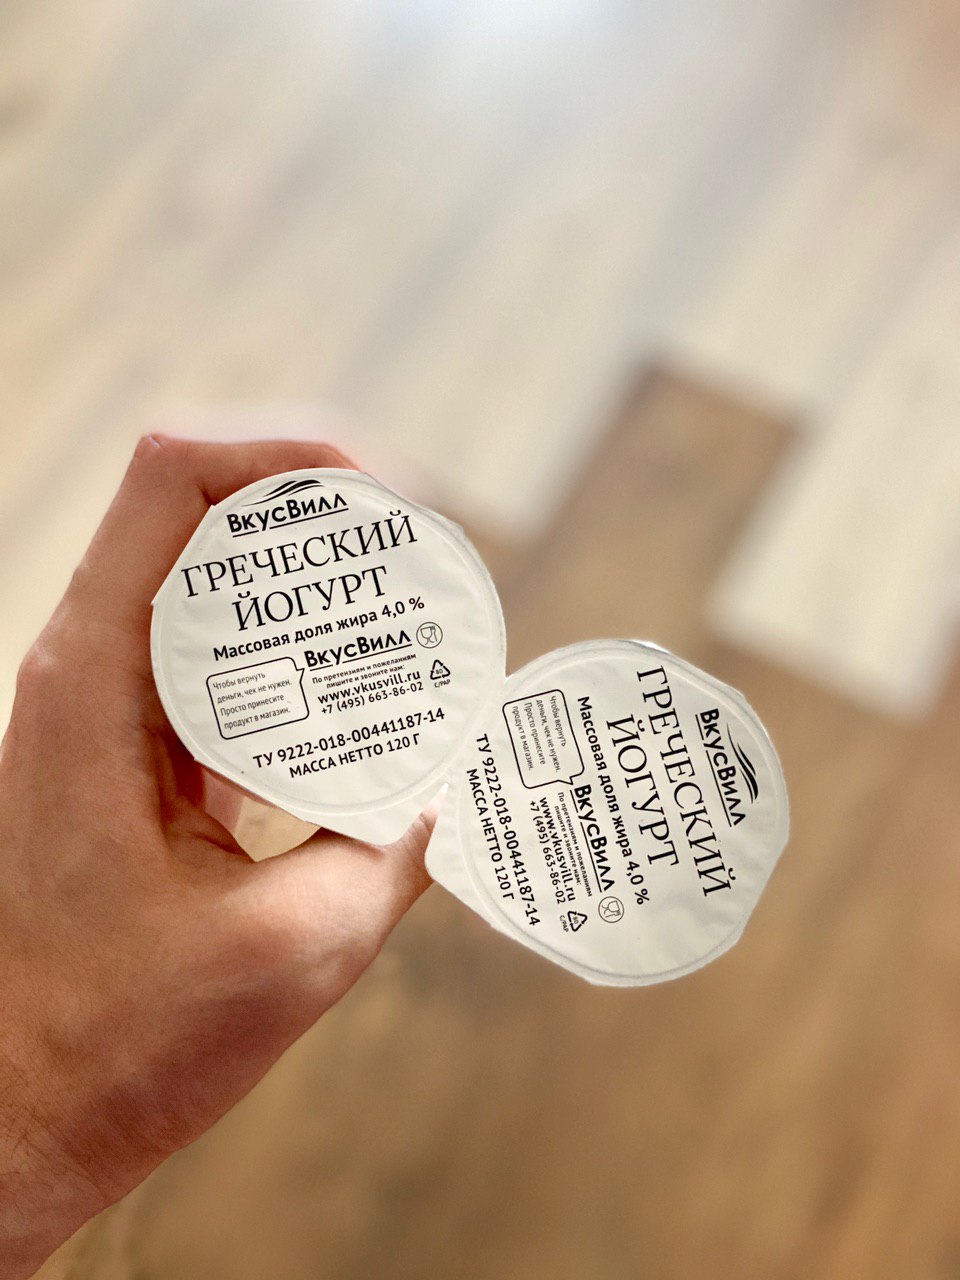 ВкусВилл
ГРЕЧЕСКИЙ
ЙОГУРТ
Массовая доля жира 4,0 %
Чтобы вернуть
деньги, чек не нужен.
Просто принесите
продукт в магазин.
ВкусВилл
По претензиям и пожеланиям
пишите и звоните нам:
www.vkusvill.ru
+7 (495) 663-86-02
80
C/PAP
ТУ 9222-018-00441187-14
МАССА НЕТТО 120 Г
ВкусВилл
ГРЕЧЕСКИЙ
ЙОГУРТ
Массовая доля жира 4,0 %
Чтобы вернуть
деньги, чек не нужен.
Просто принесите
продукт в магазин.
ВкусВилл
По претензиям и пожеланиям
пишите и звоните нам:
www.vkusvill.ru
+7 (495) 663-86-02
80
C/PAP
ТУ 9222-018-00441187-14
МАССА НЕТТО 120 Г